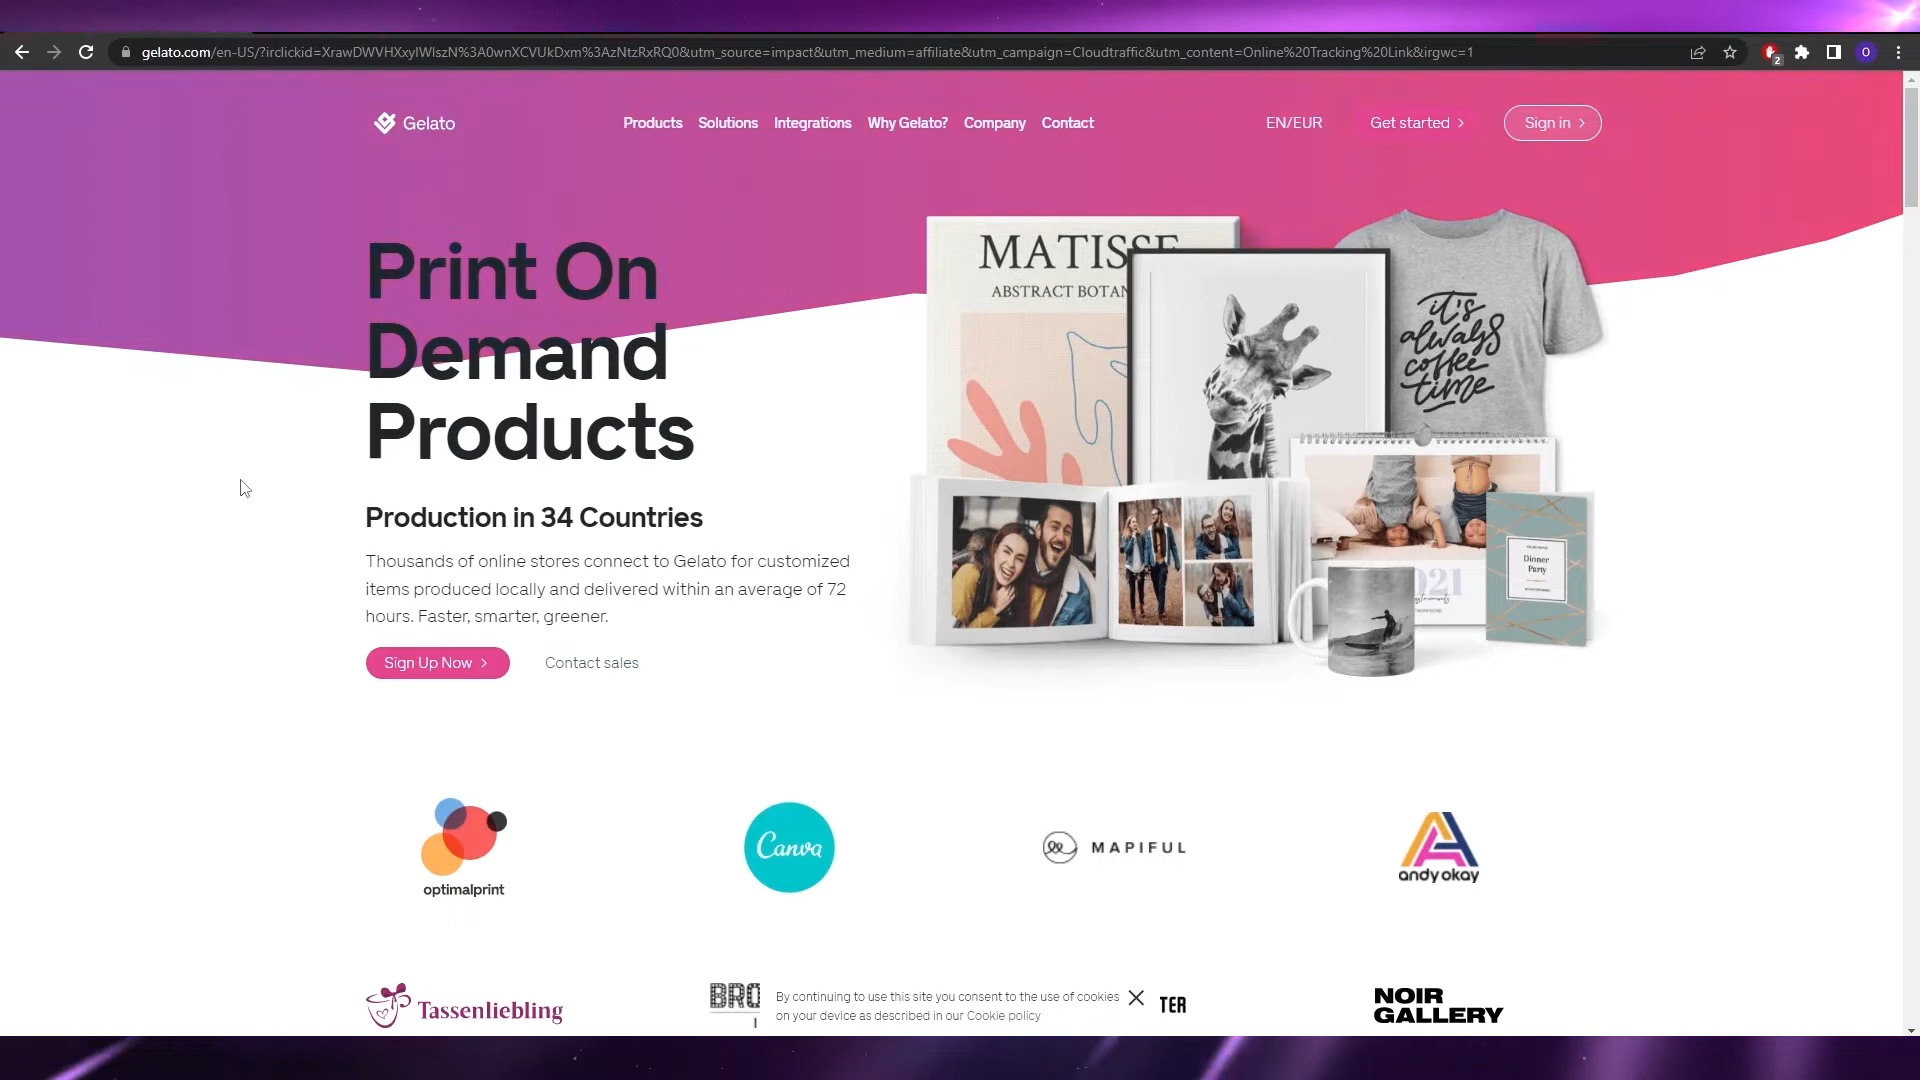 gelato.com/en-US/?irclickid=XrawDWVHXxyIWlszN%3A0wnXCVUkDxm%3AzNtzRxRQ0&utm_source=impact&utm_medium=affiliate&utm_campaign=Cloudtraffic&utm_content=Online%20Tracking%20Link&irgwc=1
2
O
Gelato
Products Solutions Integrations Why Gelato? Company Contact
EN/EUR
Get started
Sign in
Print On
Demand
Products
MATISSE
ABSTRACT BOTAN
it's
always
coffee
time
Production in 34 Countries
Thousands of online stores connect to Gelato for customized
items produced locally and delivered within an average of 72
hours. Faster, smarter, greener.
Dinner
Party
021
Sign Up Now
Contact sales
optimalprint
Canva
MAPIFUL
andy okay
Tassenliebling
BRO
TER
NOIR
GALLERY
By continuing to use this site you consent to the use of cookies
on your device as described in our Cookie policy